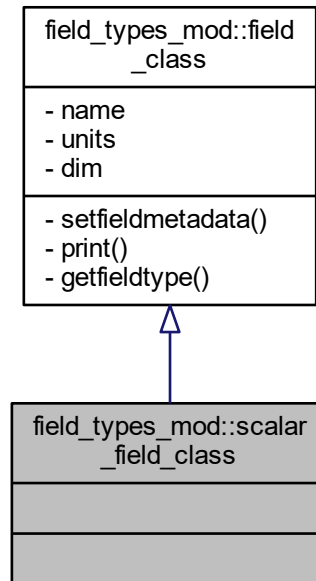 field_types_mod::field
_class
- name
- units
- dim
- setfieldmetadata()
- print()
- getfieldtype()
field_types_mod::scalar
_field_class